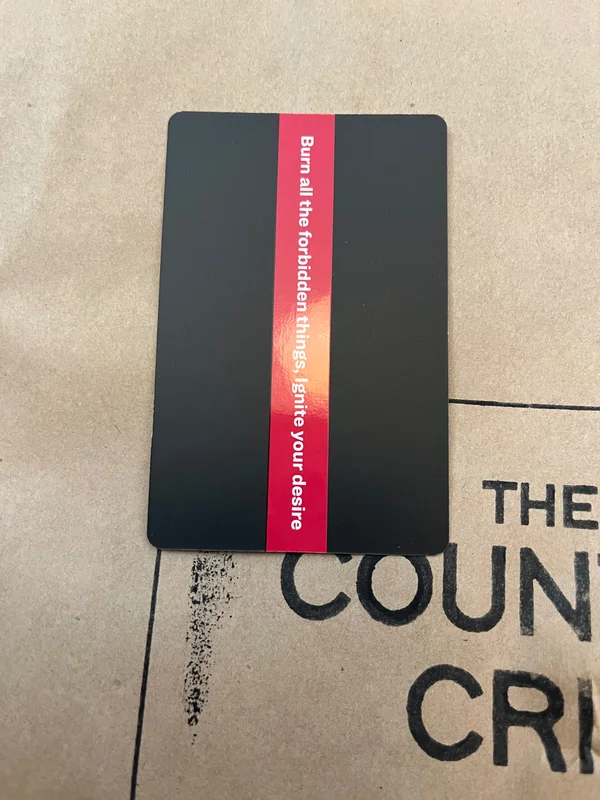 Burn all the forbidden things, Ignite your desire
THE
COUN
CRI